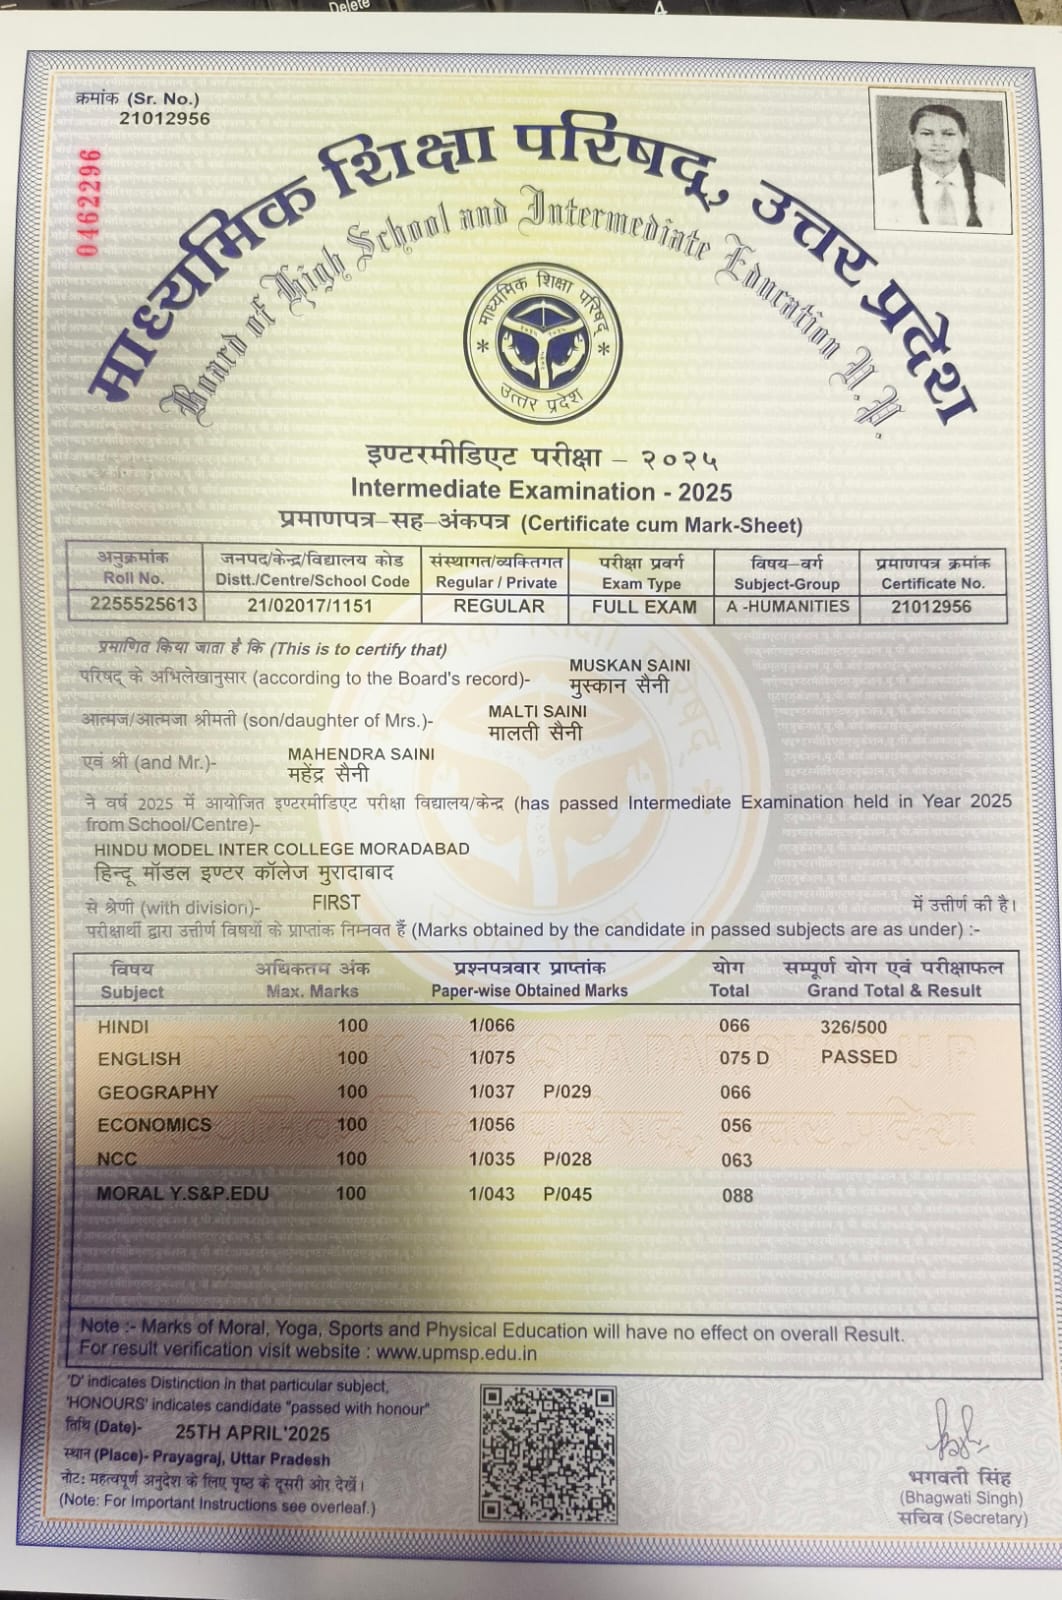 Delete
क्रमांक (Sr. No.)
21012956
0462296
माध्यमिक शिक्षा परिषद्, उत्तर प्रदेश
Board of High School and Intermediate Education U.P.
माध्यमिक शिक्षा परिषद्
उत्तर प्रदेश
इण्टरमीडिएट परीक्षा – २०२५
Intermediate Examination - 2025
प्रमाणपत्र–सह–अंकपत्र (Certificate cum Mark-Sheet)
अनुक्रमांक जनपद/केन्द्र/विद्यालय कोड संस्थागत/व्यक्तिगत परीक्षा प्रवर्ग विषय–वर्ग प्रमाणपत्र क्रमांक
Roll No. Distt./Centre/School Code Regular / Private Exam Type Subject-Group Certificate No.
2255525613 21/02017/1151 REGULAR FULL EXAM A -HUMANITIES 21012956
प्रमाणित किया जाता है कि (This is to certify that)
MUSKAN SAINI
परिषद् के अभिलेखानुसार (according to the Board's record)- मुस्कान सैनी
MALTI SAINI
आत्मज/आत्मजा श्रीमती (son/daughter of Mrs.)- मालती सैनी
MAHENDRA SAINI
एवं श्री (and Mr.)- महेंद्र सैनी
ने वर्ष 2025 में आयोजित इण्टरमीडिएट परीक्षा विद्यालय/केन्द्र (has passed Intermediate Examination held in Year 2025
from School/Centre)-
HINDU MODEL INTER COLLEGE MORADABAD
हिन्दू मॉडल इण्टर कॉलेज मुरादाबाद
से श्रेणी (with division)- FIRST में उत्तीर्ण की है।
परीक्षार्थी द्वारा उत्तीर्ण विषयों के प्राप्तांक निम्नवत हैं (Marks obtained by the candidate in passed subjects are as under) :-
विषय अधिकतम अंक प्रश्नपत्रवार प्राप्तांक योग सम्पूर्ण योग एवं परीक्षाफल
Subject Max. Marks Paper-wise Obtained Marks Total Grand Total & Result
HINDI 100 1/066 066 326/500
ENGLISH 100 1/075 075 D PASSED
GEOGRAPHY 100 1/037 P/029 066
ECONOMICS 100 1/056 056
NCC 100 1/035 P/028 063
MORAL Y.S&P.EDU 100 1/043 P/045 088
Note :- Marks of Moral, Yoga, Sports and Physical Education will have no effect on overall Result.
For result verification visit website : www.upmsp.edu.in
'D' indicates Distinction in that particular subject,
'HONOURS' indicates candidate "passed with honour"
तिथि (Date)- 25TH APRIL'2025
स्थान (Place)- Prayagraj, Uttar Pradesh
नोट: महत्वपूर्ण अनुदेश के लिए पृष्ठ के दूसरी ओर देखें।
(Note: For Important Instructions see overleaf.)
भगवती सिंह
(Bhagwati Singh)
सचिव (Secretary)